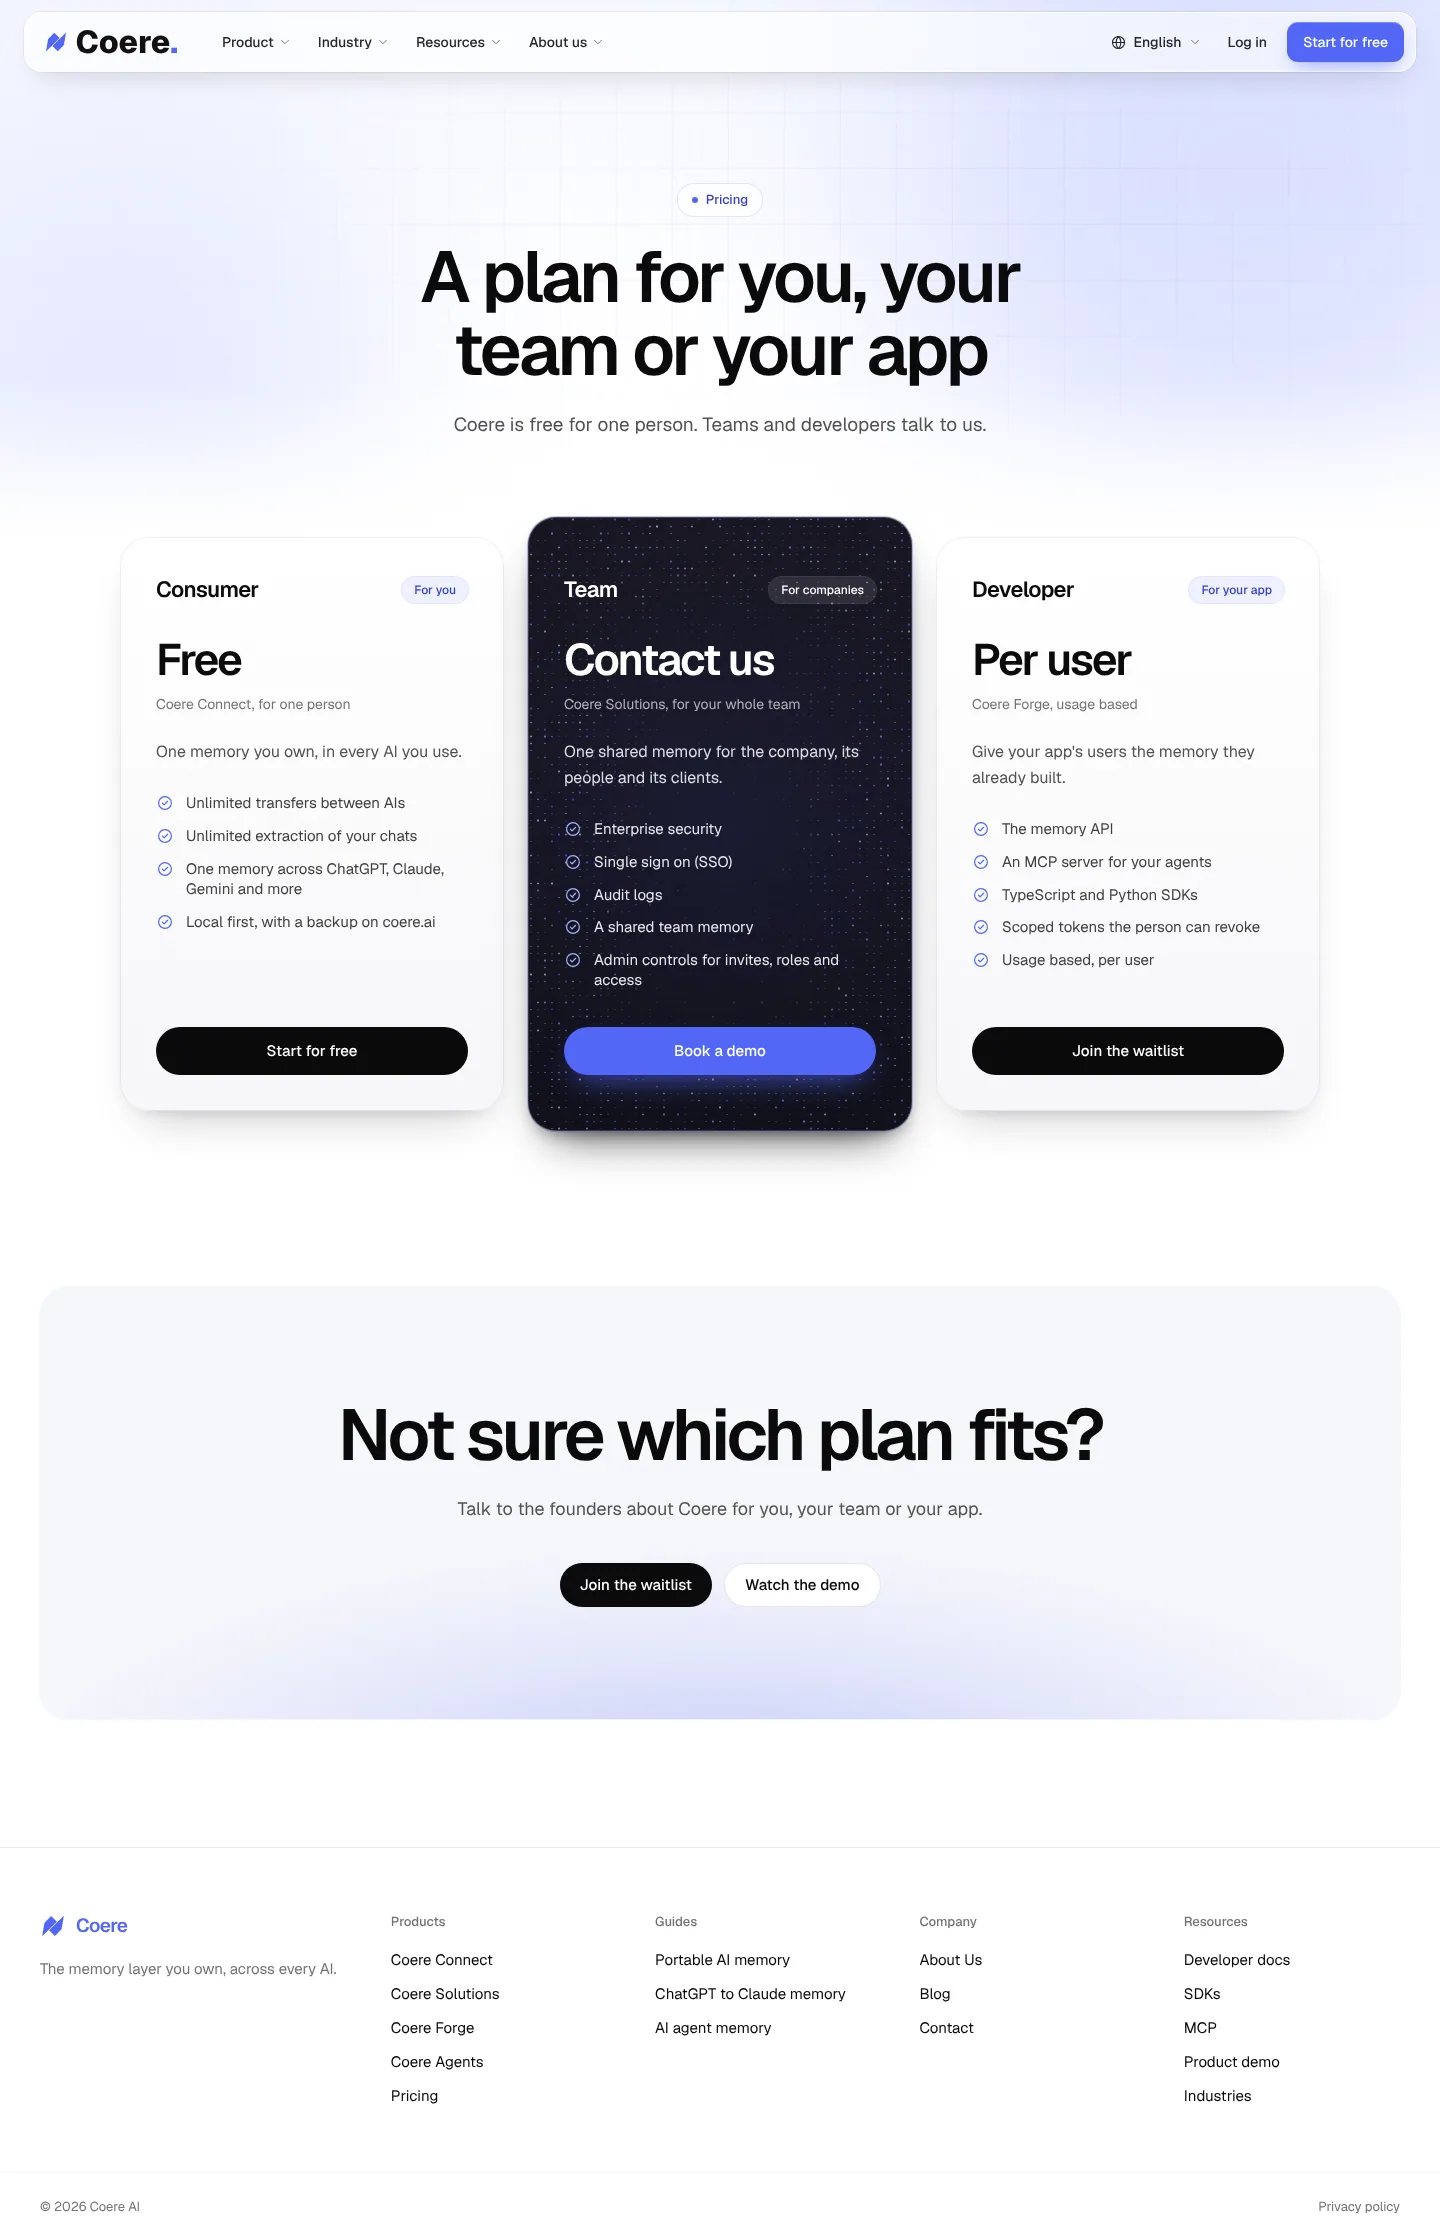 Coere.
Product
Industry
Resources
About us
English
Log in
Start for free
Pricing
A plan for you, your
team or your app
Coere is free for one person. Teams and developers talk to us.
Consumer
For you
Free
Coere Connect, for one person
One memory you own, in every AI you use.
Unlimited transfers between AIs
Unlimited extraction of your chats
One memory across ChatGPT, Claude,
Gemini and more
Local first, with a backup on coere.ai
Start for free
Team
For companies
Contact us
Coere Solutions, for your whole team
One shared memory for the company, its
people and its clients.
Enterprise security
Single sign on (SSO)
Audit logs
A shared team memory
Admin controls for invites, roles and
access
Book a demo
Developer
For your app
Per user
Coere Forge, usage based
Give your app's users the memory they
already built.
The memory API
An MCP server for your agents
TypeScript and Python SDKs
Scoped tokens the person can revoke
Usage based, per user
Join the waitlist
Not sure which plan fits?
Talk to the founders about Coere for you, your team or your app.
Join the waitlist
Watch the demo
Coere
The memory layer you own, across every AI.
Products
Coere Connect
Coere Solutions
Coere Forge
Coere Agents
Pricing
Guides
Portable AI memory
ChatGPT to Claude memory
AI agent memory
Company
About Us
Blog
Contact
Resources
Developer docs
SDKs
MCP
Product demo
Industries
© 2026 Coere AI
Privacy policy